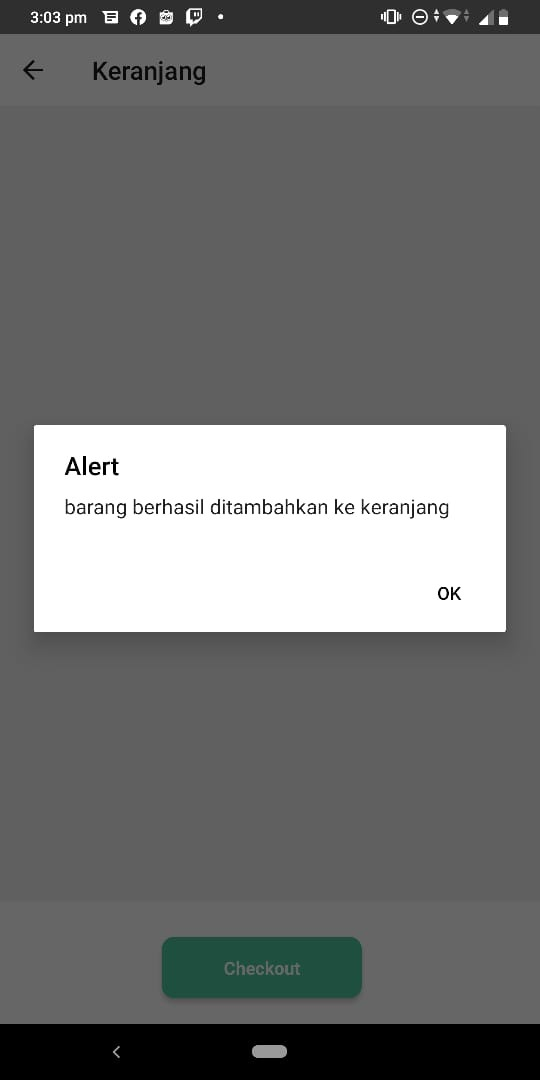 3:03 pm
Keranjang
Alert
barang berhasil ditambahkan ke keranjang
OK
Checkout